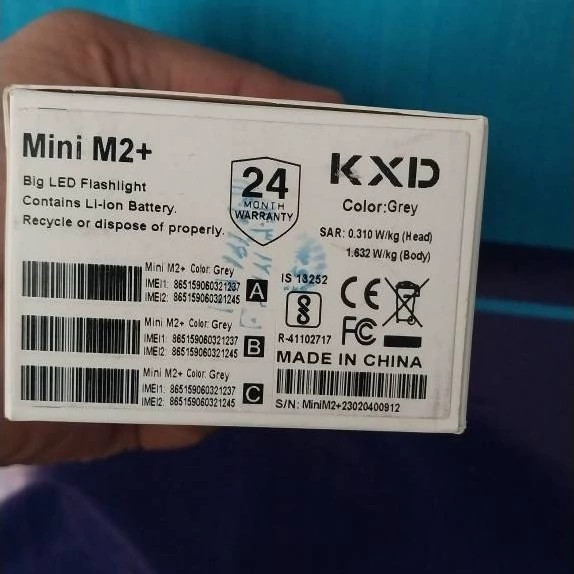 Mini M2+
Big LED Flashlight
Contains Li-ion Battery.
Recycle or dispose of properly.
24
MONTH
WARRANTY
KXD
Color:Grey
SAR: 0.310 W/kg (Head)
1.632 W/kg (Body)
Mini M2+ Color: Grey
IMEI1: 865159060321237
IMEI2: 865159060321245
A
Mini M2+ Color: Grey
IMEI1: 865159060321237
IMEI2: 865159060321245
B
Mini M2+ Color: Grey
IMEI1: 865159060321237
IMEI2: 865159060321245
C
IS 13252
R-41102717
CE
FC
MADE IN CHINA
S/N: MiniM2+23020400912